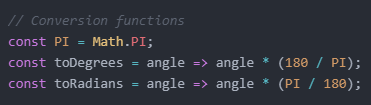 // Conversion functions
const PI = Math.PI;
const toDegrees = angle => angle * (180 / PI);
const toRadians = angle => angle * (PI / 180);